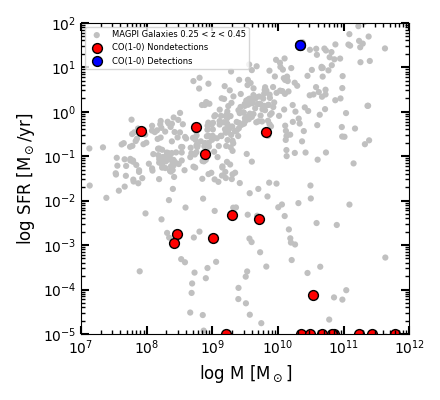 MAGPI Galaxies 0.25 < z < 0.45
CO(1-0) Nondetections
CO(1-0) Detections
10²
10¹
10⁰
10⁻¹
10⁻²
10⁻³
10⁻⁴
10⁻⁵
log SFR [M⊙/yr]
10⁷ 10⁸ 10⁹ 10¹⁰ 10¹¹ 10¹²
log M [M⊙]